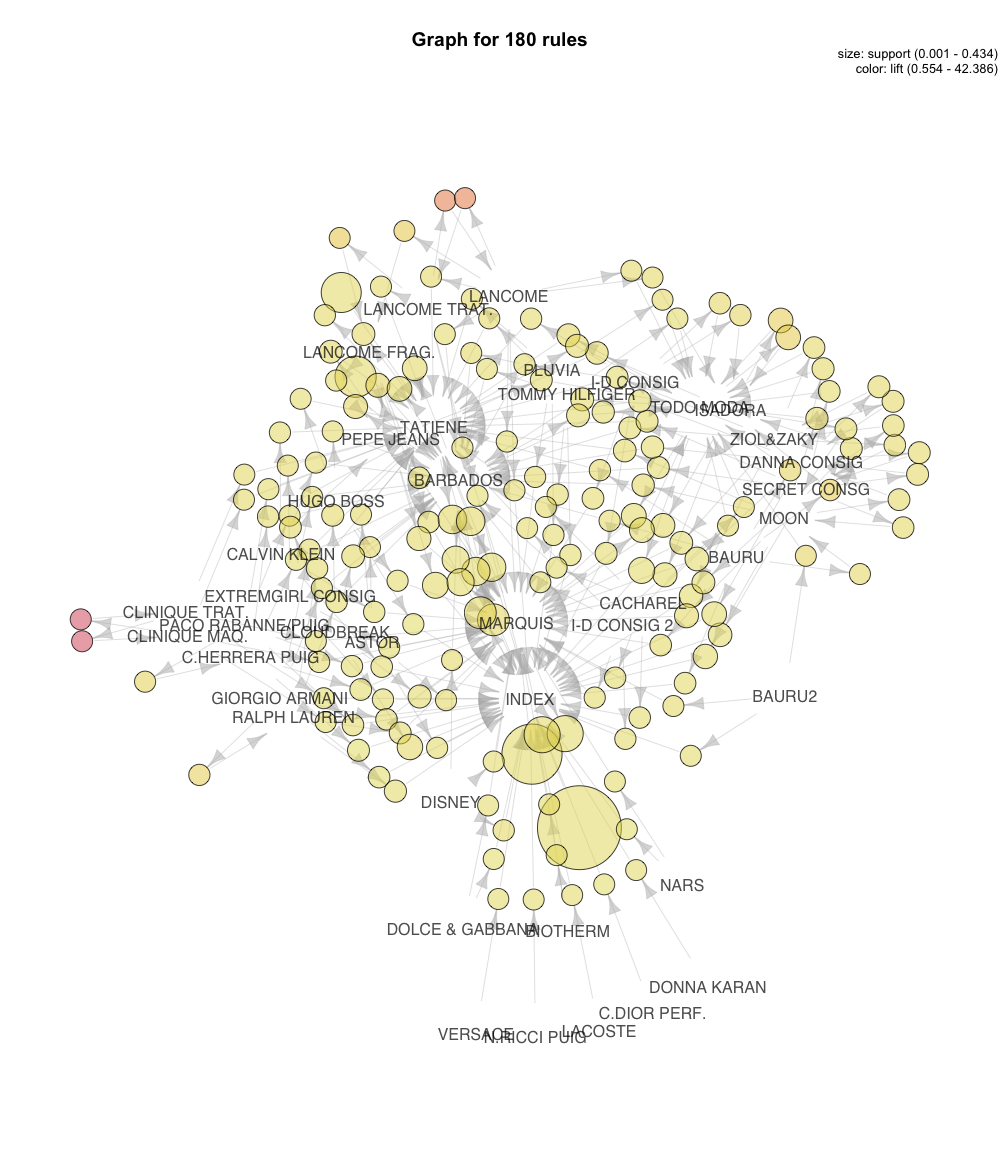 Graph for 180 rules
size: support (0.001 - 0.434)
color: lift (0.554 - 42.386)
LANCOME
LANCOME TRAT.
LANCOME FRAG.
PLUVIA
I-D CONSIG
TOMMY HILFIGER
TODO MODA
ISADORA
TATIENE
PEPE JEANS
ZIOL&ZAKY
DANNA CONSIG
BARBADOS
SECRET CONSG
HUGO BOSS
MOON
CALVIN KLEIN
BAURU
EXTREMGIRL CONSIG
CACHAREL
CLINIQUE TRAT.
PACO RABANNE/PUIG
I-D CONSIG 2
MARQUIS
CLOUDBREAK
CLINIQUE MAQ.
ASTOR
C.HERRERA PUIG
GIORGIO ARMANI
INDEX
BAURU2
RALPH LAUREN
DISNEY
NARS
DOLCE & GABBANA
BIOTHERM
DONNA KARAN
C.DIOR PERF.
LACOSTE
VERSACE
N.RICCI PUIG